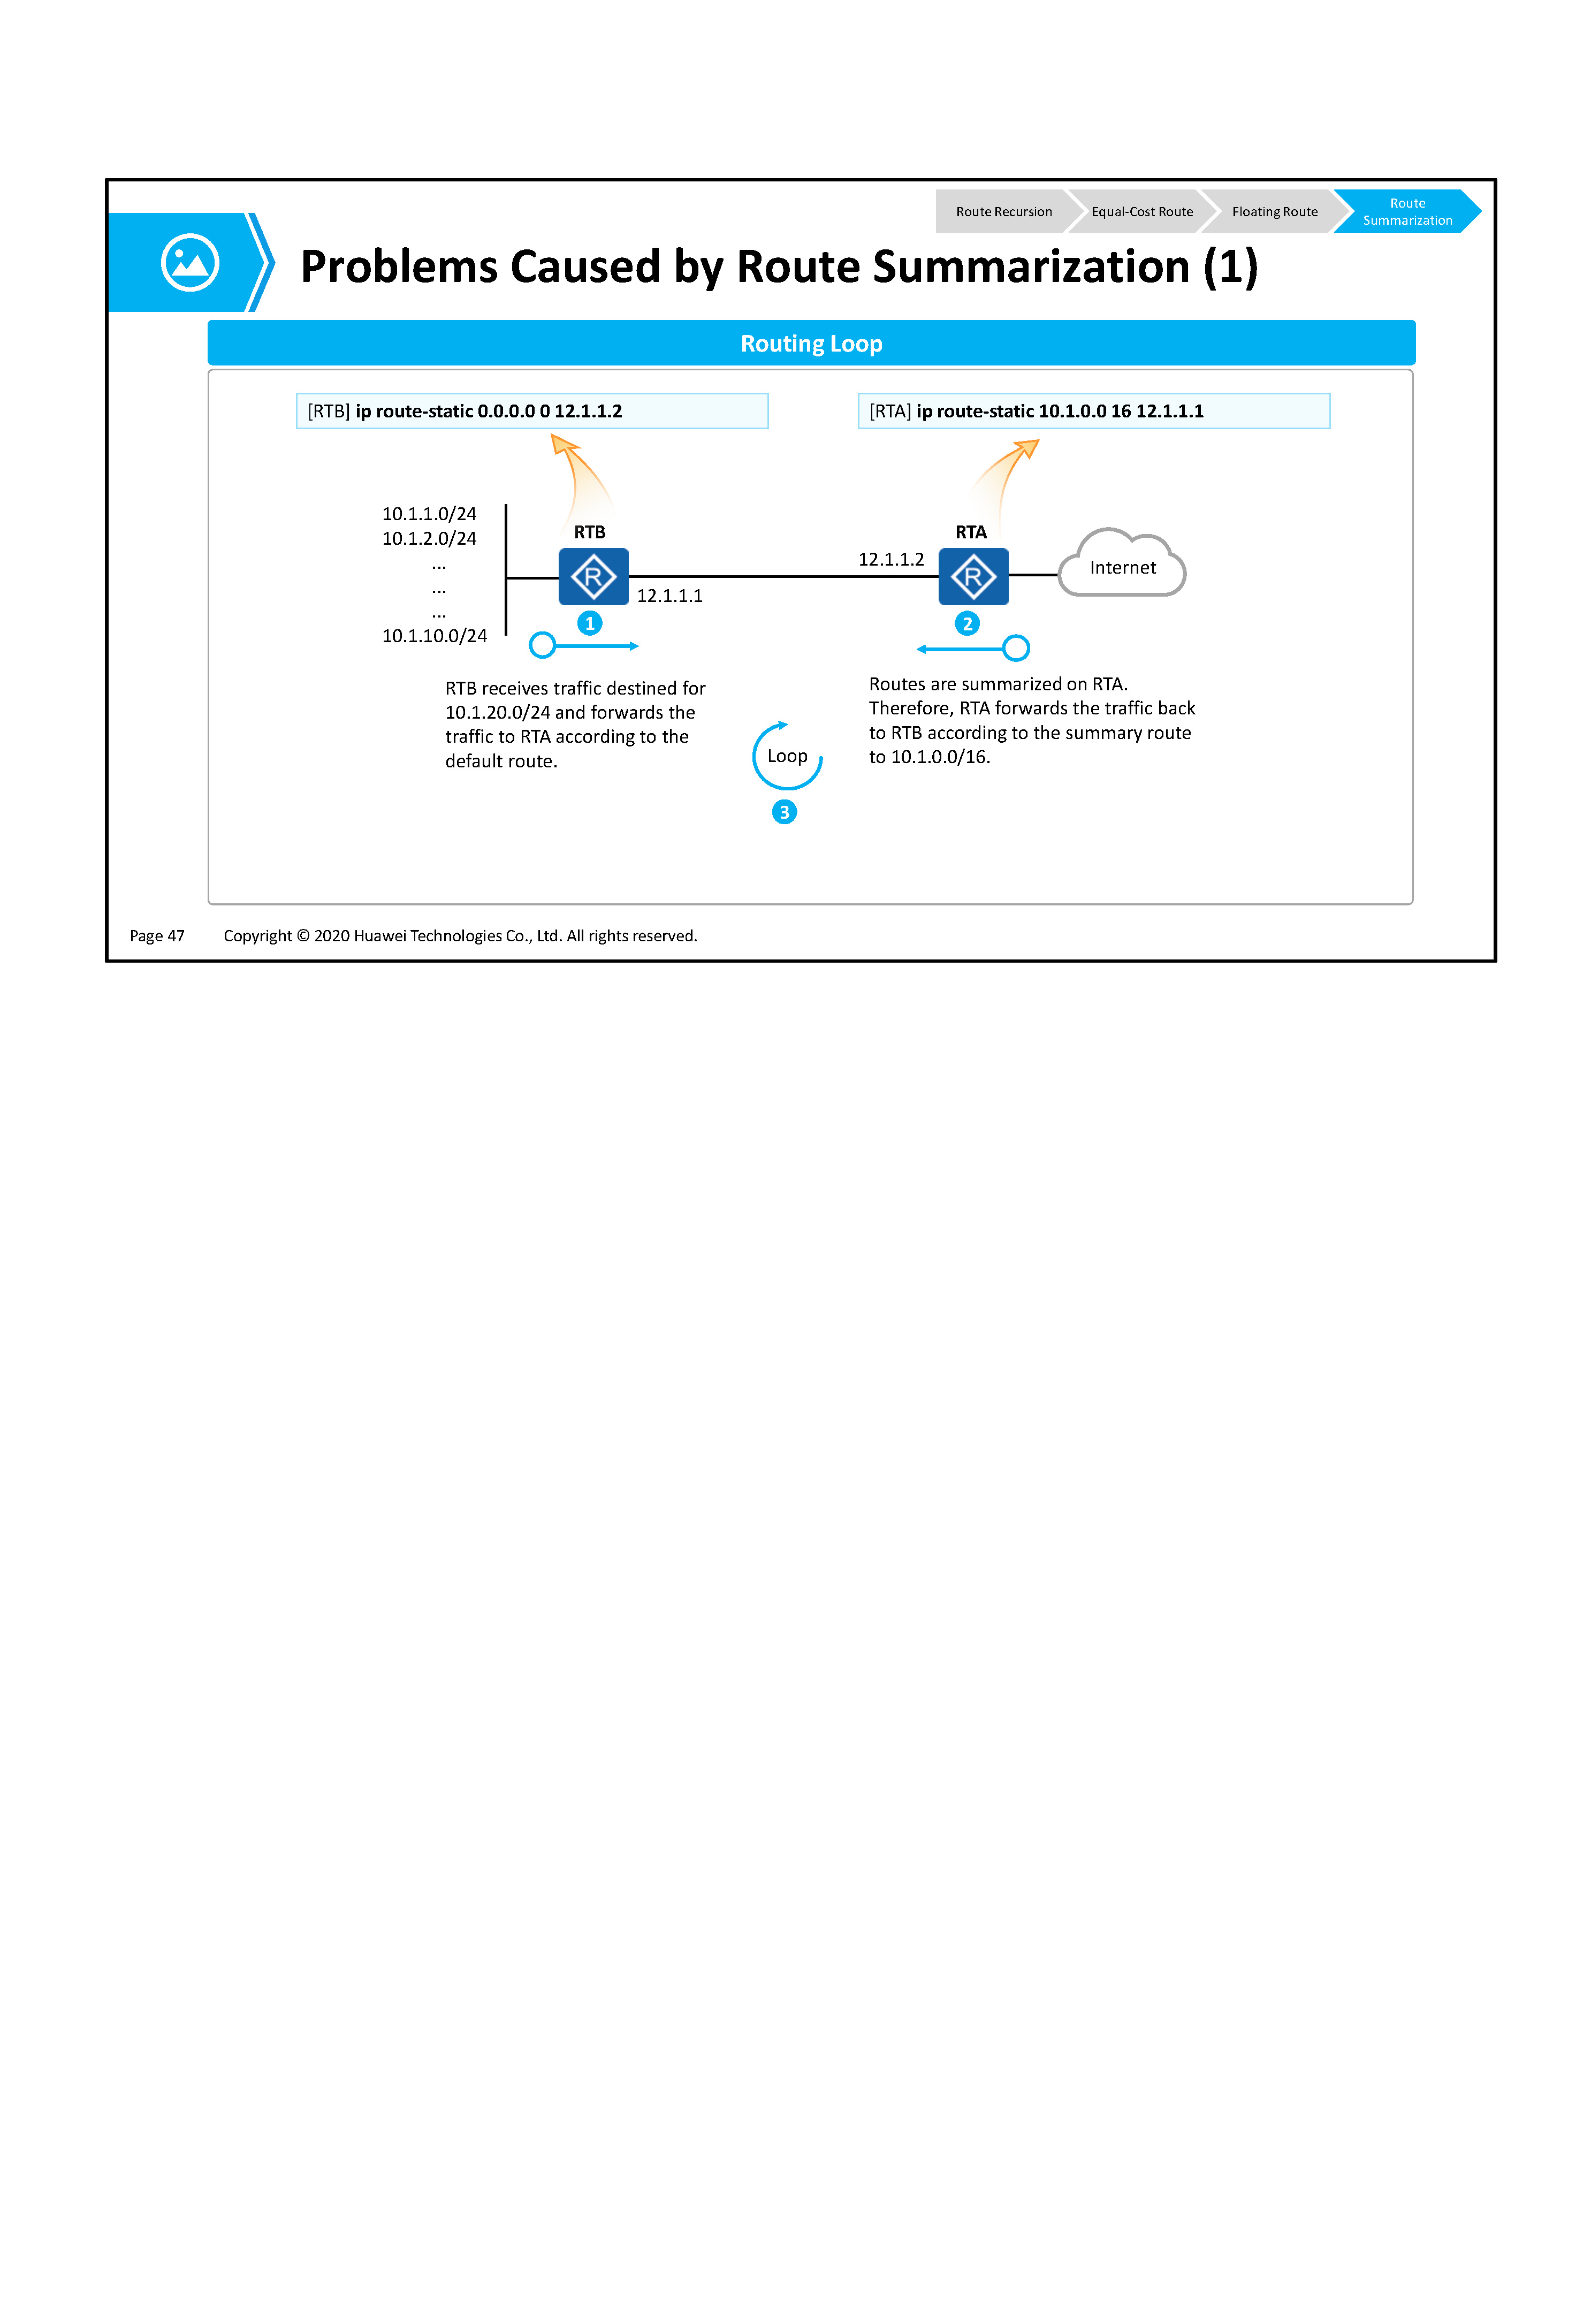 Route Recursion
Equal-Cost Route
Floating Route
Route
Summarization
Problems Caused by Route Summarization (1)
Routing Loop
[RTB] ip route-static 0.0.0.0 0 12.1.1.2
[RTA] ip route-static 10.1.0.0 16 12.1.1.1
10.1.1.0/24
10.1.2.0/24
...
...
...
10.1.10.0/24
RTB
R
12.1.1.1
12.1.1.2
RTA
R
Internet
1
2
RTB receives traffic destined for
10.1.20.0/24 and forwards the
traffic to RTA according to the
default route.
Routes are summarized on RTA.
Therefore, RTA forwards the traffic back
to RTB according to the summary route
to 10.1.0.0/16.
Loop
3
Page 47
Copyright © 2020 Huawei Technologies Co., Ltd. All rights reserved.